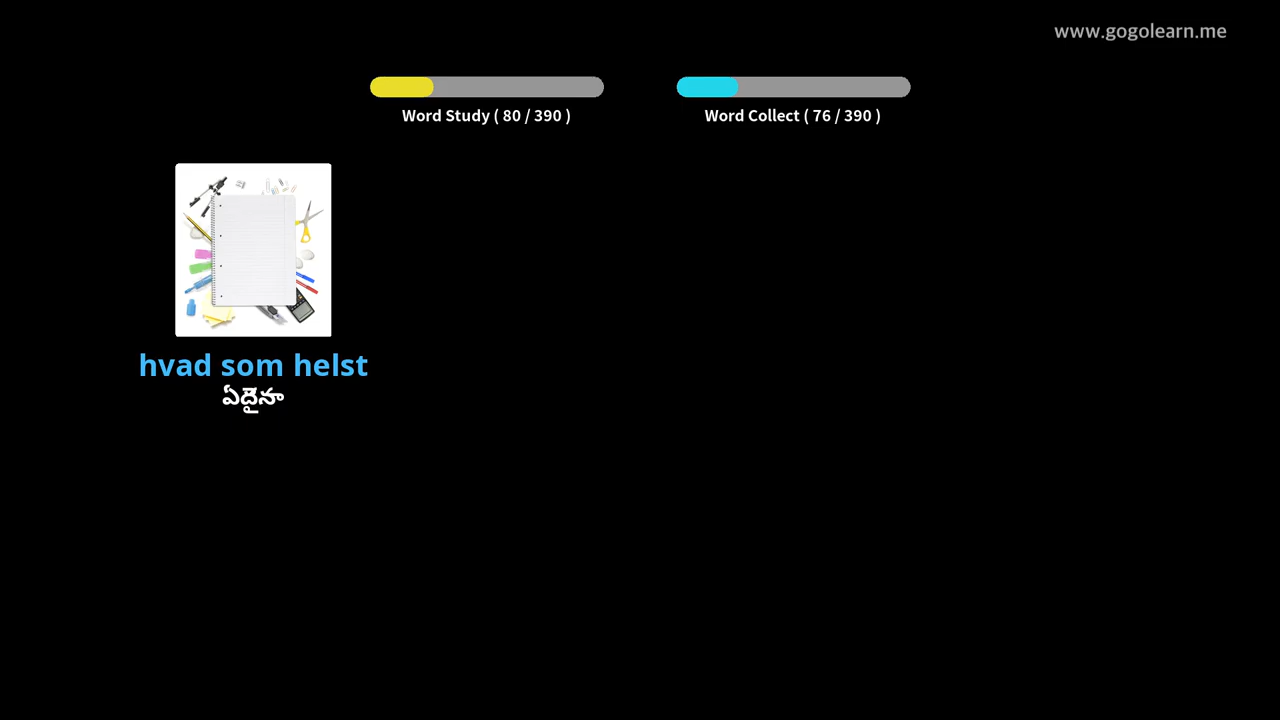 www.gogolearn.me
Word Study ( 80 / 390 )
Word Collect ( 76 / 390 )
hvad som helst
ఏదైనా